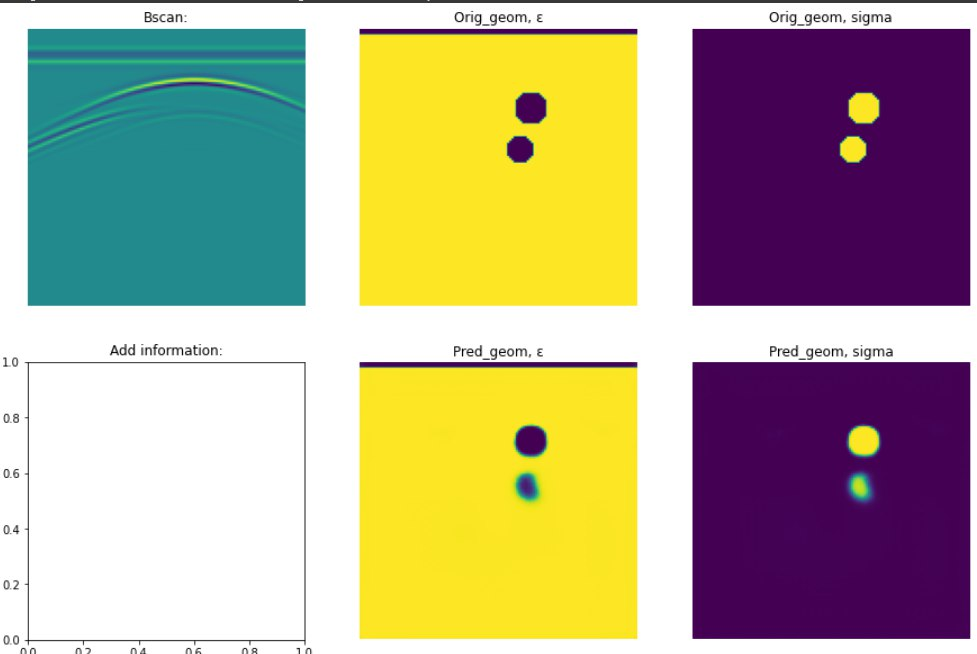 Bscan:
Orig_geom, ε
Orig_geom, sigma
Add information:
Pred_geom, ε
Pred_geom, sigma
1.0
0.8
0.6
0.4
0.2
0.0
0.0 0.2 0.4 0.6 0.8 1.0